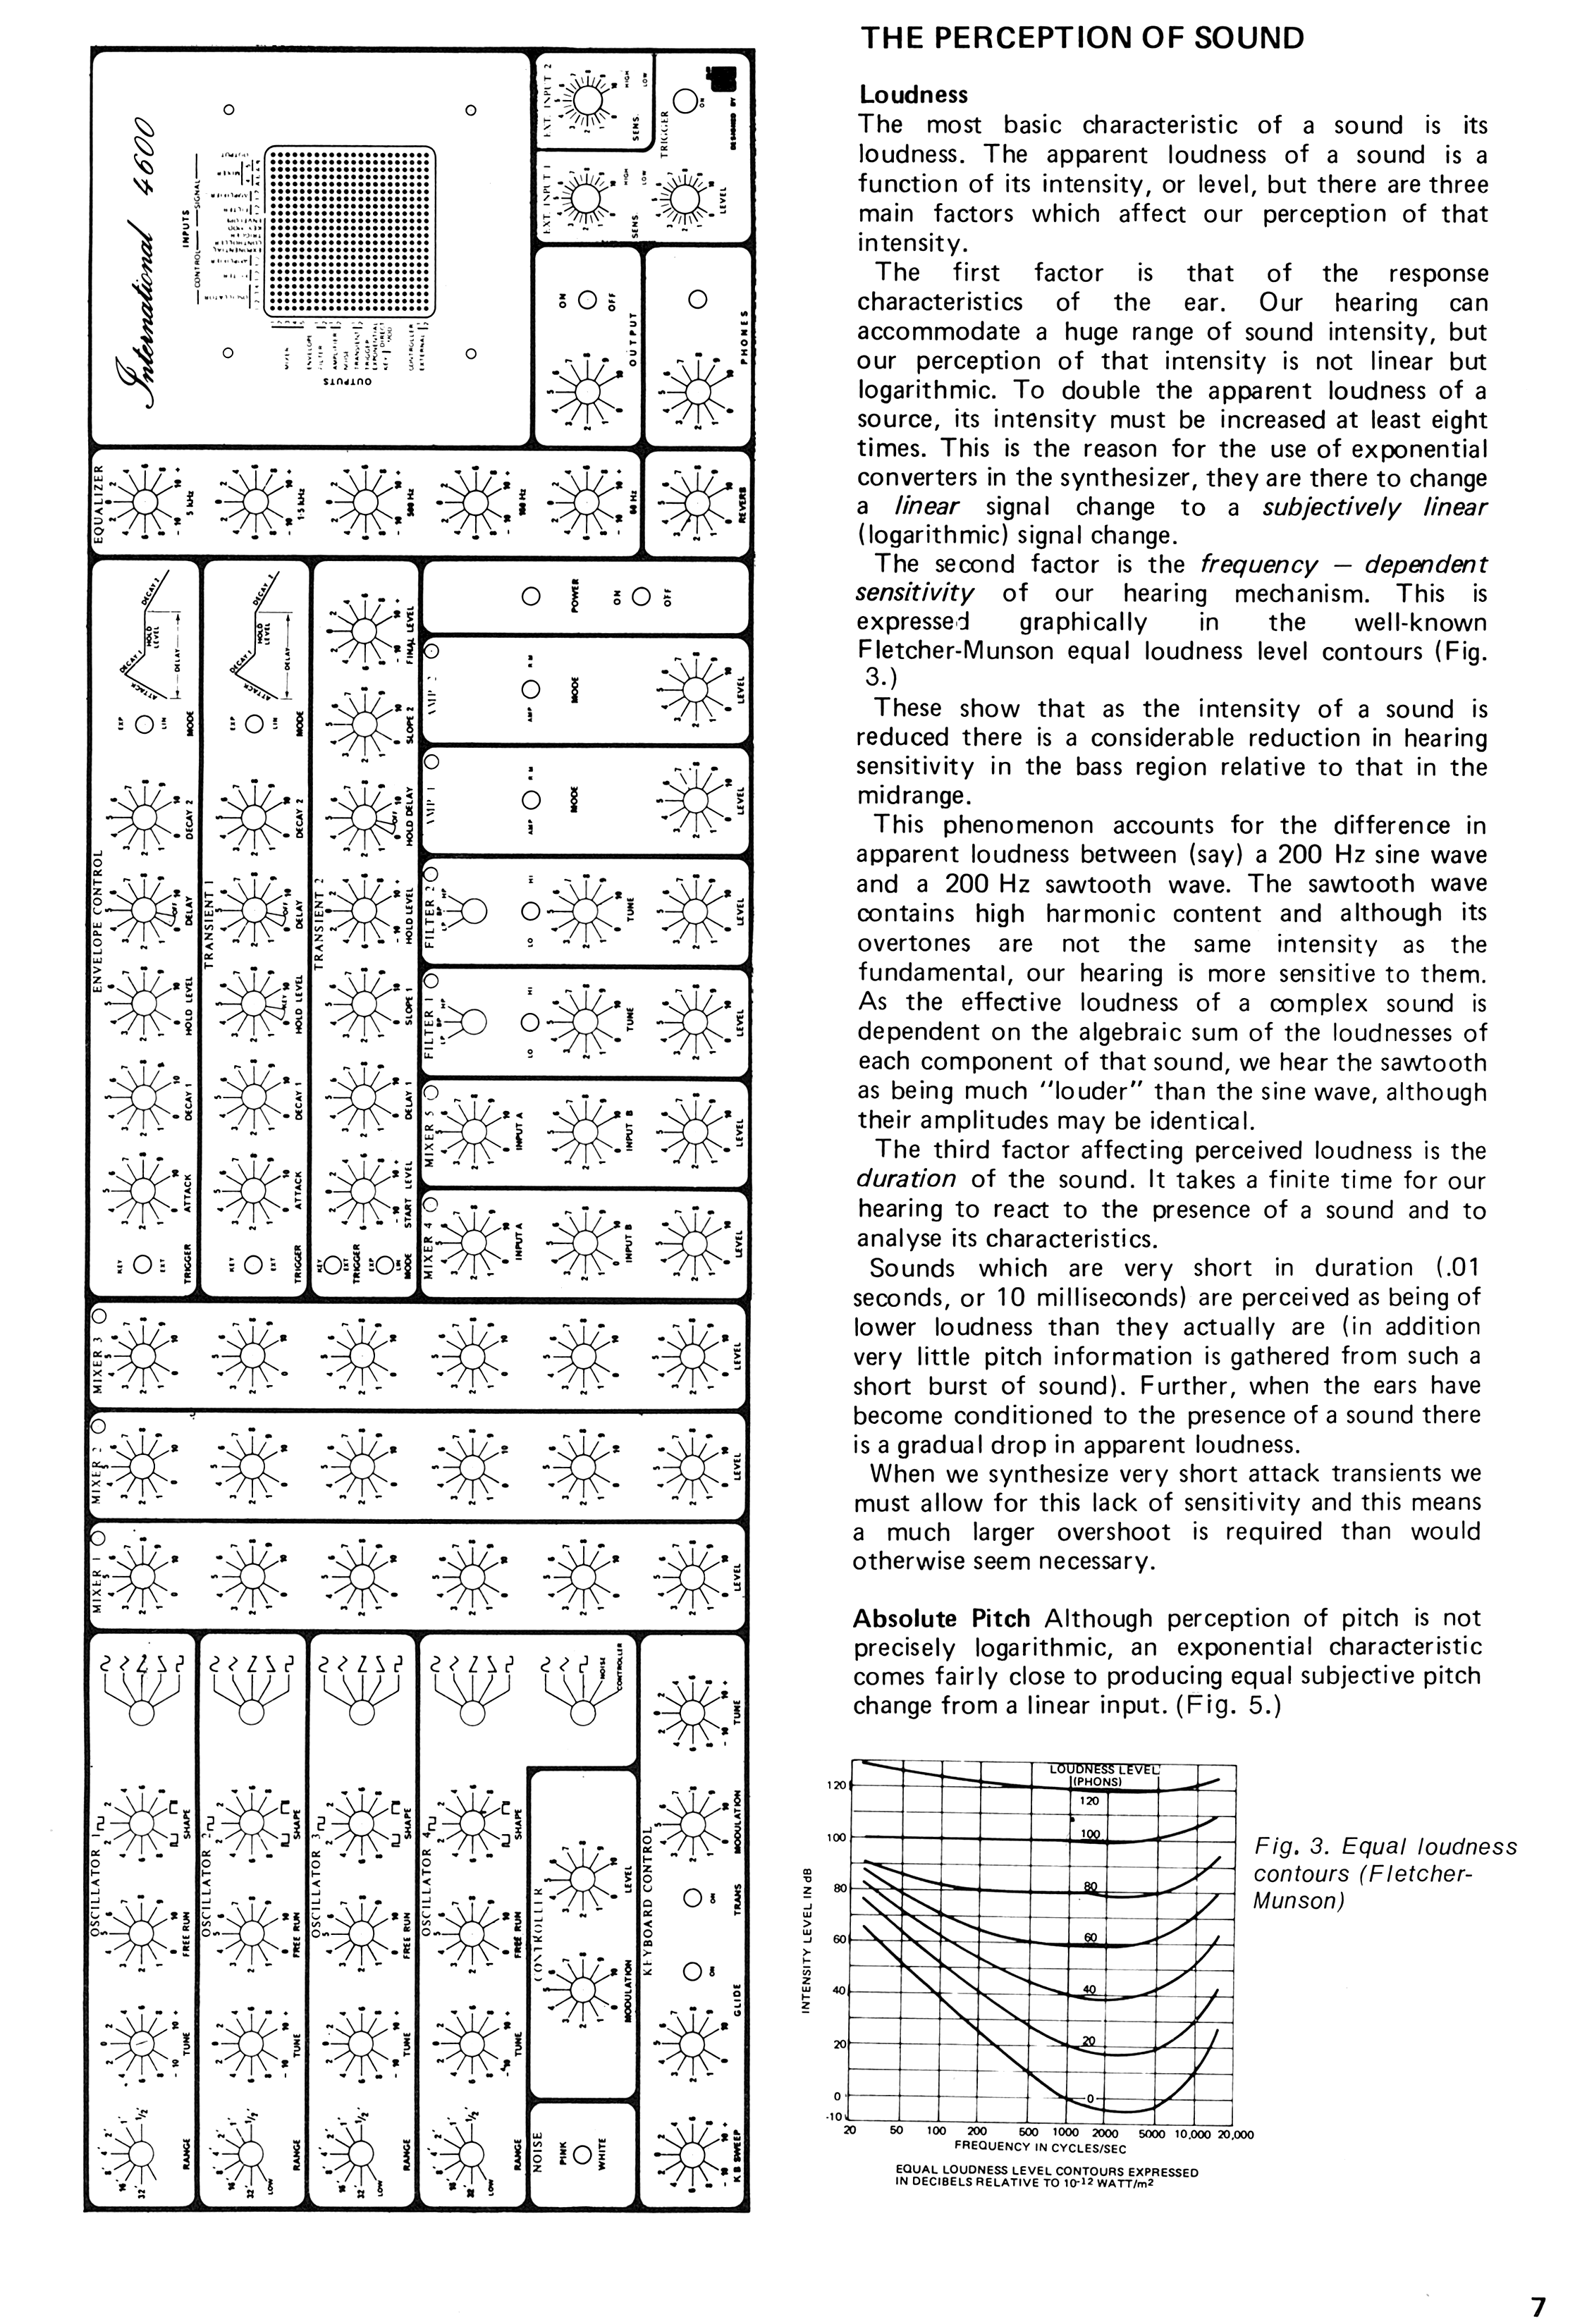 International 4600
INPUTS
CONTROL
SIGNAL
OUTPUTS
EXT. INPUT 2
HIGH
LOW
SENS.
EXT. INPUT 1
HIGH
LOW
SENS.
TRIGGER
ON
LEVEL
DESIGNED BY
ON
OFF
OUTPUT
PHONES
EQUALIZER
5 kHz
1·5 kHz
500 Hz
100 Hz
60 Hz
REVERB
ENVELOPE CONTROL
KEY
EXT
TRIGGER
ATTACK
DECAY 1
HOLD LEVEL
DELAY
DECAY 2
EXP
LIN
MODE
TRANSIENT 1
KEY
EXT
TRIGGER
ATTACK
DECAY 1
HOLD LEVEL
DELAY
DECAY 2
EXP
LIN
MODE
TRANSIENT 2
KEY
EXT
TRIGGER
EXP
LIN
MODE
START LEVEL
DELAY 1
SLOPE 1
HOLD LEVEL
HOLD DELAY
SLOPE 2
FINAL LEVEL
POWER
ON
OFF
AMP 2
AMP
RM
MODE
LEVEL
AMP 1
AMP
RM
MODE
LEVEL
FILTER 2
LP BP HP
LO
HI
TUNE
LEVEL
FILTER 1
LP BP HP
LO
HI
TUNE
LEVEL
MIXER 5
INPUT A
INPUT B
LEVEL
MIXER 4
INPUT A
INPUT B
LEVEL
MIXER 3
LEVEL
MIXER 2
LEVEL
MIXER 1
LEVEL
OSCILLATOR 1
RANGE
TUNE
FREE RUN
SHAPE
OSCILLATOR 2
RANGE
TUNE
FREE RUN
SHAPE
OSCILLATOR 3
RANGE
TUNE
FREE RUN
SHAPE
OSCILLATOR 4
RANGE
TUNE
FREE RUN
SHAPE
NOISE
CONTROLLER
NOISE
PINK
WHITE
CONTROLLER
MODULATION
LEVEL
KEYBOARD CONTROL
KB SWEEP
GLIDE
ON
TRANS
ON
MODULATION
TUNE
THE PERCEPTION OF SOUND
Loudness
The most basic characteristic of a sound is its
loudness. The apparent loudness of a sound is a
function of its intensity, or level, but there are three
main factors which affect our perception of that
intensity.
The first factor is that of the response
characteristics of the ear. Our hearing can
accommodate a huge range of sound intensity, but
our perception of that intensity is not linear but
logarithmic. To double the apparent loudness of a
source, its intensity must be increased at least eight
times. This is the reason for the use of exponential
converters in the synthesizer, they are there to change
a linear signal change to a subjectively linear
(logarithmic) signal change.
The second factor is the frequency – dependent
sensitivity of our hearing mechanism. This is
expressed graphically in the well-known
Fletcher-Munson equal loudness level contours (Fig.
3.)
These show that as the intensity of a sound is
reduced there is a considerable reduction in hearing
sensitivity in the bass region relative to that in the
midrange.
This phenomenon accounts for the difference in
apparent loudness between (say) a 200 Hz sine wave
and a 200 Hz sawtooth wave. The sawtooth wave
contains high harmonic content and although its
overtones are not the same intensity as the
fundamental, our hearing is more sensitive to them.
As the effective loudness of a complex sound is
dependent on the algebraic sum of the loudnesses of
each component of that sound, we hear the sawtooth
as being much "louder" than the sine wave, although
their amplitudes may be identical.
The third factor affecting perceived loudness is the
duration of the sound. It takes a finite time for our
hearing to react to the presence of a sound and to
analyse its characteristics.
Sounds which are very short in duration (.01
seconds, or 10 milliseconds) are perceived as being of
lower loudness than they actually are (in addition
very little pitch information is gathered from such a
short burst of sound). Further, when the ears have
become conditioned to the presence of a sound there
is a gradual drop in apparent loudness.
When we synthesize very short attack transients we
must allow for this lack of sensitivity and this means
a much larger overshoot is required than would
otherwise seem necessary.
Absolute Pitch Although perception of pitch is not
precisely logarithmic, an exponential characteristic
comes fairly close to producing equal subjective pitch
change from a linear input. (Fig. 5.)
LOUDNESS LEVEL
(PHONS)
120
100
80
60
40
20
0
INTENSITY LEVEL IN dB
120
100
80
60
40
20
0
-10
20 50 100 200 500 1000 2000 5000 10,000 20,000
FREQUENCY IN CYCLES/SEC
EQUAL LOUDNESS LEVEL CONTOURS EXPRESSED
IN DECIBELS RELATIVE TO 10-12 WATT/m2
Fig. 3. Equal loudness
contours (Fletcher-
Munson)
7